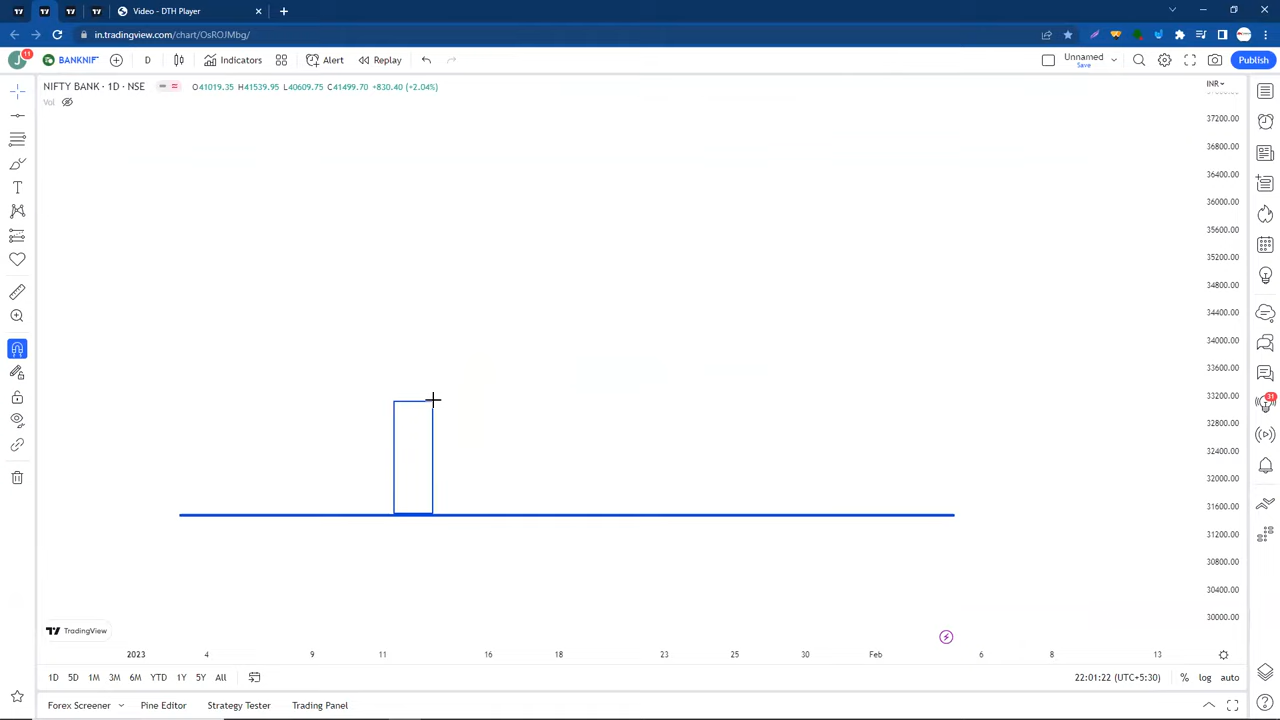 Video - DTH Player
in.tradingview.com/chart/OsROJMbg/
J
11
BANKNIF
D
Indicators
Alert
Replay
Unnamed
Save
Publish
NIFTY BANK · 1D · NSE
O41019.35 H41539.95 L40609.75 C41499.70 +830.40 (+2.04%)
INR
Vol
37200.00
36800.00
36400.00
36000.00
35600.00
35200.00
34800.00
34400.00
34000.00
33600.00
33200.00
32800.00
32400.00
32000.00
31600.00
31200.00
30800.00
30400.00
30000.00
31
TradingView
2023 4 9 11 16 18 23 25 30 Feb 6 8 13
1D 5D 1M 3M 6M YTD 1Y 5Y All
22:01:22 (UTC+5:30) % log auto
Forex Screener Pine Editor Strategy Tester Trading Panel